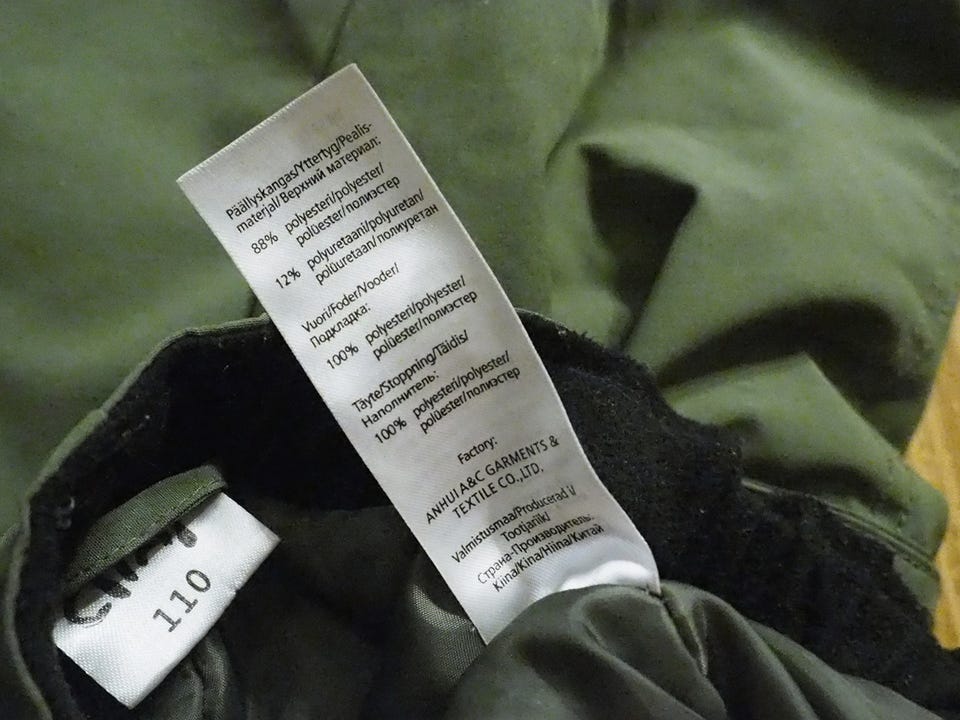 Päällyskangas/Yttertyg/Pealis-
materjal/Верхний материал:
88% polyesteri/polyester/
polüester/полиэстер
12% polyuretaani/polyuretan/
polüuretaan/полиуретан
Vuori/Foder/Vooder/
Подкладка:
100% polyesteri/polyester/
polüester/полиэстер
Täyte/Stoppning/Täidis/
Наполнитель:
100% polyesteri/polyester/
polüester/полиэстер
Factory:
ANHUI A&C GARMENTS &
TEXTILE CO.,LTD.
Valmistusmaa/Producerad i/
Tootjariik/
Страна-Производитель:
Kiina/Kina/Hiina/Китай
110